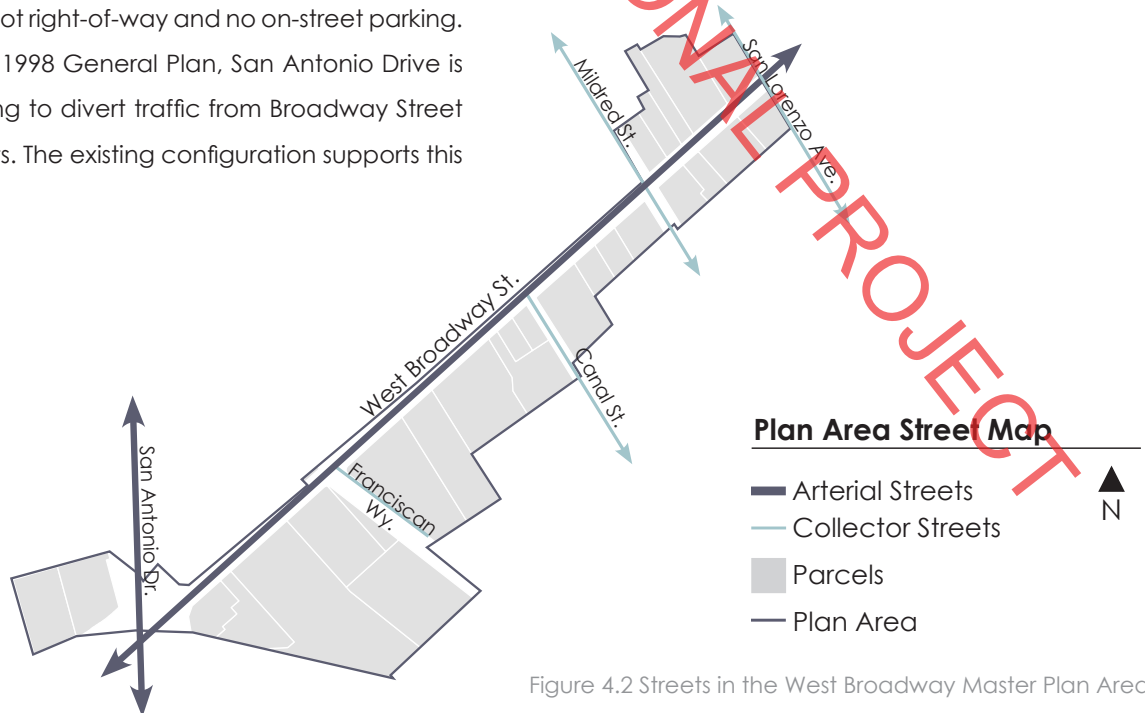 ot right-of-way and no on-street parking.
1998 General Plan, San Antonio Drive is
g to divert traffic from Broadway Street
s. The existing configuration supports this
San Lorenzo Ave.
Mildred St.
West Broadway St.
Canal St.
Franciscan
Wy.
San Antonio Dr.
ONAL PROJECT
Plan Area Street Map
Arterial Streets
Collector Streets
Parcels
Plan Area
N
Figure 4.2 Streets in the West Broadway Master Plan Area